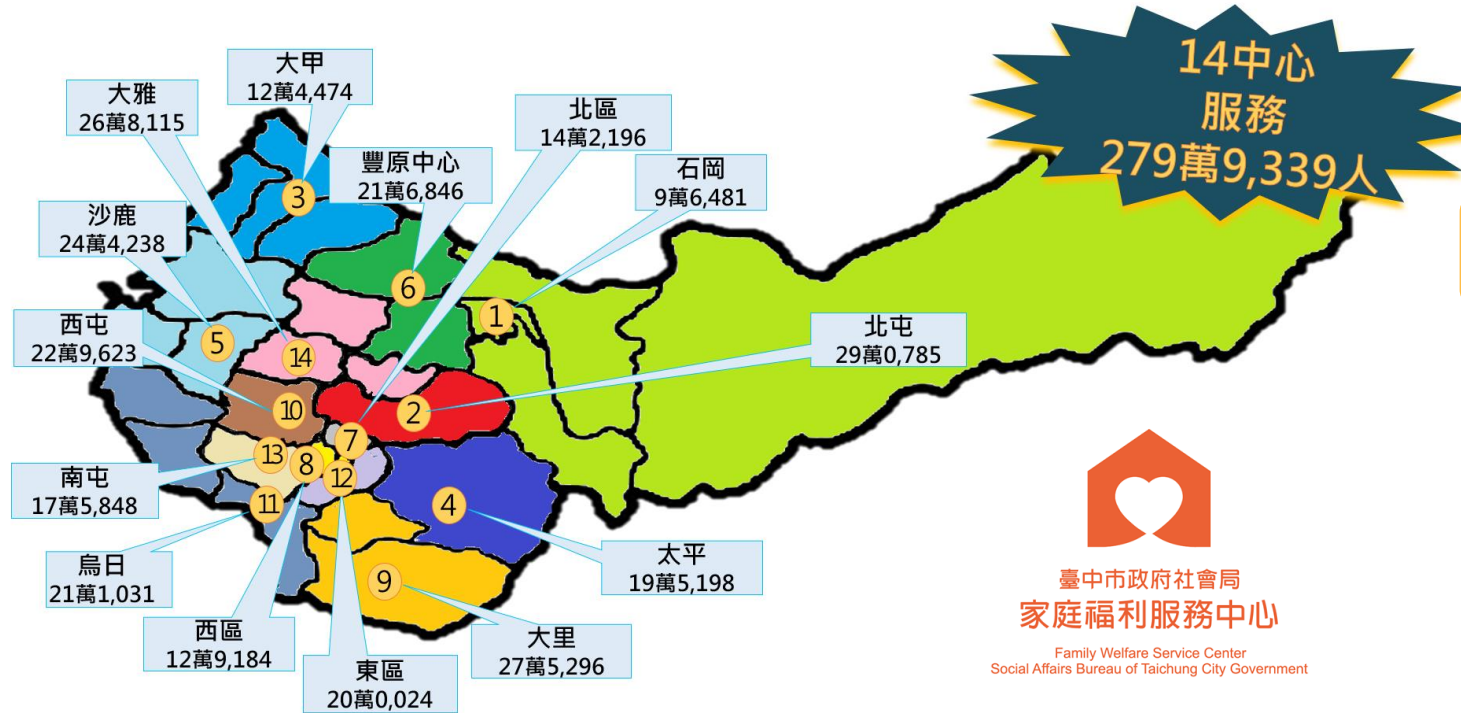 14中心
服務
279萬9,339人
大甲
12萬4,474
大雅
26萬8,115
北區
14萬2,196
豐原中心
21萬6,846
石岡
9萬6,481
沙鹿
24萬4,238
西屯
22萬9,623
北屯
29萬0,785
南屯
17萬5,848
烏日
21萬1,031
西區
12萬9,184
東區
20萬0,024
大里
27萬5,296
太平
19萬5,198
3
6
1
5
14
10
2
7
13
8
12
11
4
9
臺中市政府社會局
家庭福利服務中心
Family Welfare Service Center
Social Affairs Bureau of Taichung City Government